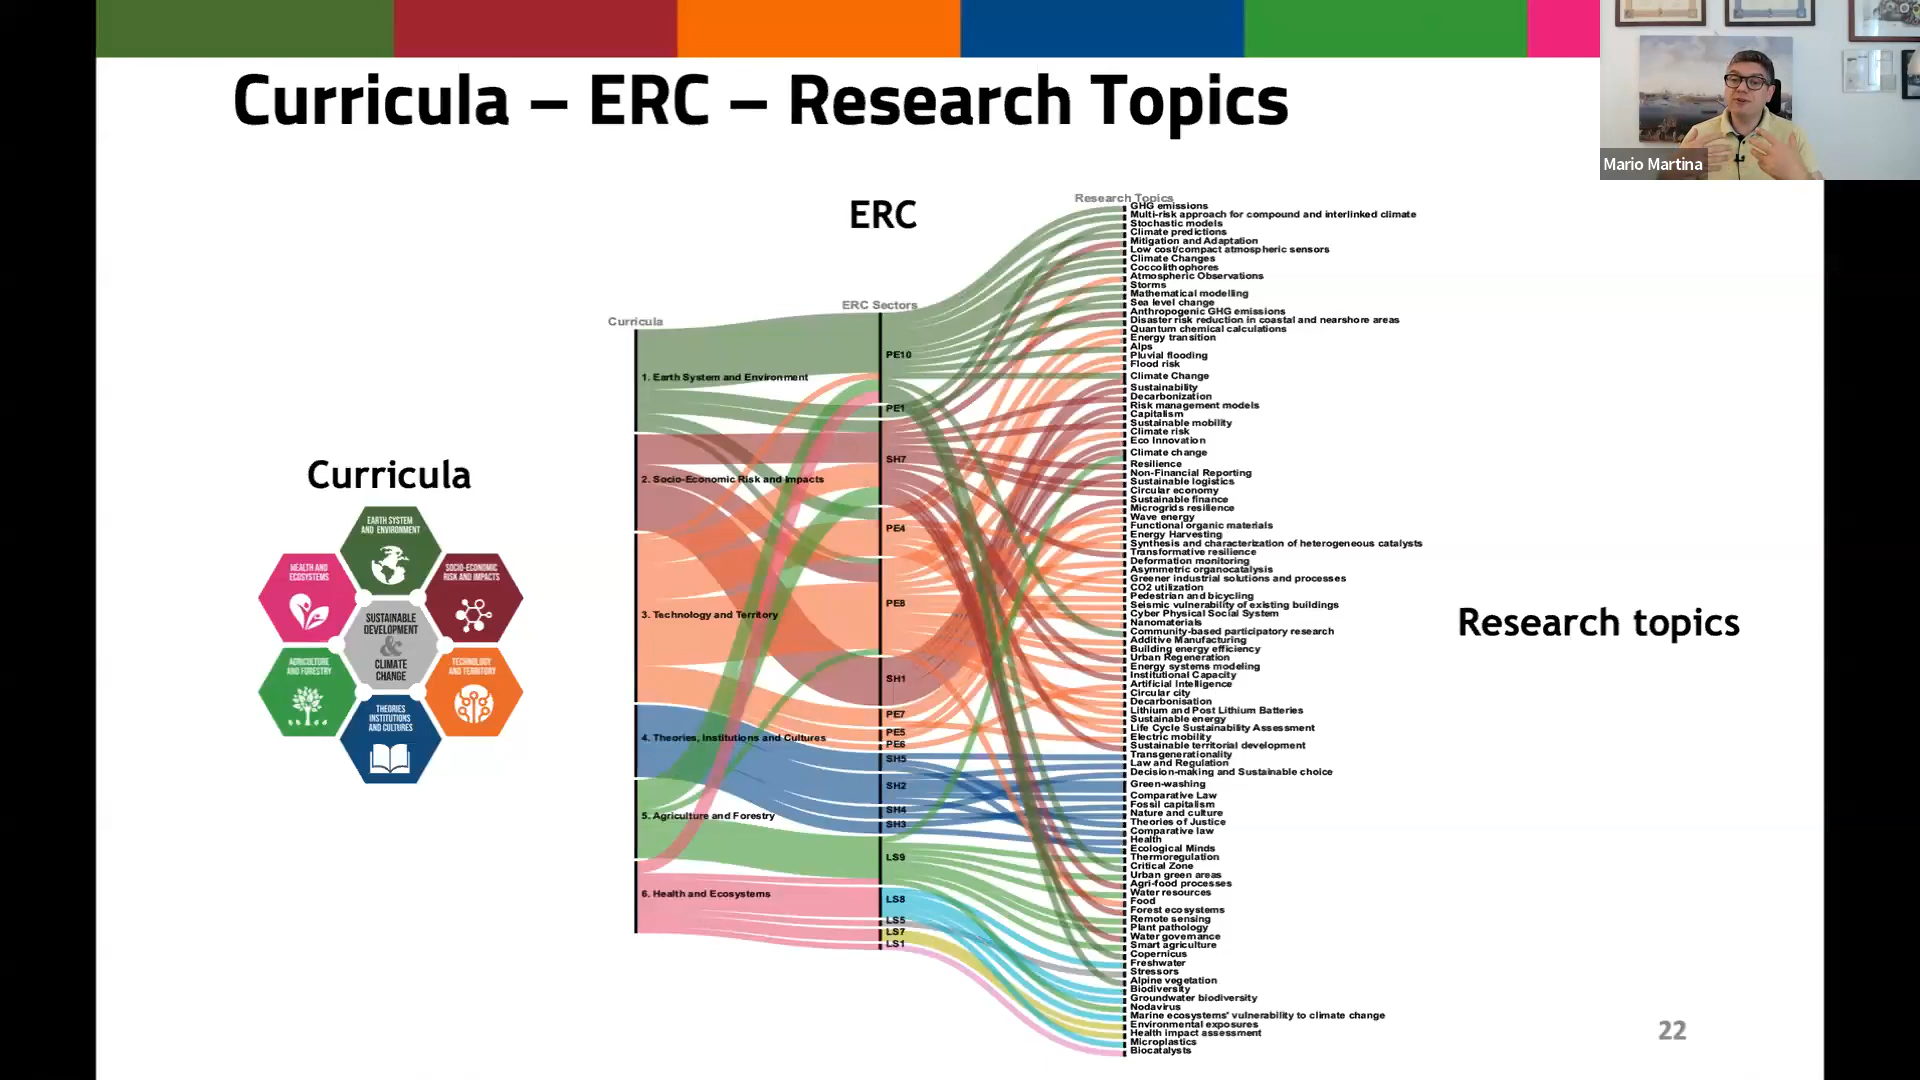 Curricula – ERC – Research Topics
Mario Martina
ERC
Curricula
EARTH SYSTEM
AND ENVIRONMENT
HEALTH AND
ECOSYSTEMS
SOCIO-ECONOMIC
RISK AND IMPACTS
SUSTAINABLE
DEVELOPMENT
&
CLIMATE
CHANGE
AGRICULTURE
AND FORESTRY
TECHNOLOGY
AND TERRITORY
THEORIES
INSTITUTIONS
AND CULTURES
Curricula
1. Earth System and Environment
2. Socio-Economic Risk and Impacts
3. Technology and Territory
4. Theories, Institutions and Cultures
5. Agriculture and Forestry
6. Health and Ecosystems
ERC Sectors
PE10
PE1
SH7
PE4
PE8
SH1
PE7
PE5
PE6
SH5
SH2
SH4
SH3
LS9
LS8
LS5
LS7
LS1
Research Topics
GHG emissions
Multi-risk approach for compound and interlinked climate
Stochastic models
Climate predictions
Mitigation and Adaptation
Low cost/compact atmospheric sensors
Climate Changes
Coccolithophores
Atmospheric Observations
Storms
Mathematical modelling
Sea level change
Anthropogenic GHG emissions
Disaster risk reduction in coastal and nearshore areas
Quantum chemical calculations
Energy transition
Alps
Pluvial flooding
Flood risk
Climate Change
Sustainability
Decarbonization
Risk management models
Capitalism
Sustainable mobility
Climate risk
Eco Innovation
Climate change
Resilience
Non-Financial Reporting
Sustainable logistics
Circular economy
Sustainable finance
Microgrids resilience
Wave energy
Functional organic materials
Energy Harvesting
Synthesis and characterization of heterogeneous catalysts
Transformative resilience
Deformation monitoring
Asymmetric organocatalysis
Greener industrial solutions and processes
CO2 utilization
Pedestrian and bicycling
Seismic vulnerability of existing buildings
Cyber Physical Social System
Nanomaterials
Community-based participatory research
Additive Manufacturing
Building energy efficiency
Urban Regeneration
Energy systems modeling
Institutional Capacity
Artificial Intelligence
Circular city
Decarbonisation
Lithium and Post Lithium Batteries
Sustainable energy
Life Cycle Sustainability Assessment
Electric mobility
Sustainable territorial development
Transgenerationality
Law and Regulation
Decision-making and Sustainable choice
Green-washing
Comparative Law
Fossil capitalism
Nature and culture
Theories of Justice
Comparative law
Health
Ecological Minds
Thermoregulation
Critical Zone
Urban green areas
Agri-food processes
Water resources
Food
Forest ecosystems
Remote sensing
Plant pathology
Water governance
Smart agriculture
Copernicus
Freshwater
Stressors
Alpine vegetation
Biodiversity
Groundwater biodiversity
Nodavirus
Marine ecosystems' vulnerability to climate change
Environmental exposures
Health impact assessment
Microplastics
Biocatalysts
Research topics
22